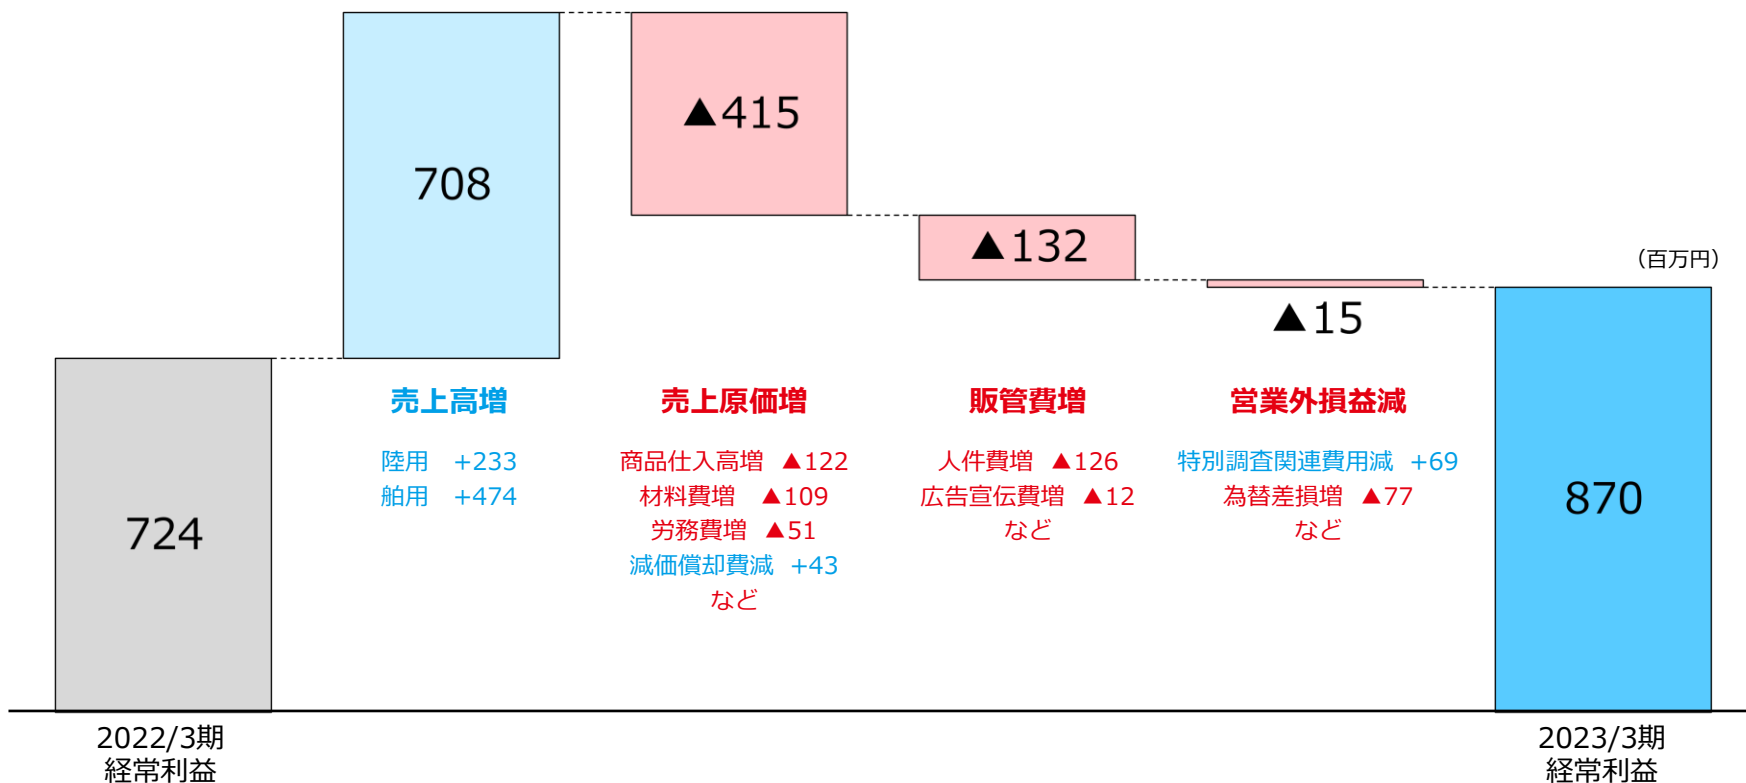 708
▲415
▲132
(百万円)
▲15
売上高増
売上原価増
販管費増
営業外損益減
陸用 +233
舶用 +474
商品仕入高増 ▲122
材料費増 ▲109
労務費増 ▲51
減価償却費減 +43
など
人件費増 ▲126
広告宣伝費増 ▲12
など
特別調査関連費用減 +69
為替差損増 ▲77
など
724
870
2022/3期
経常利益
2023/3期
経常利益